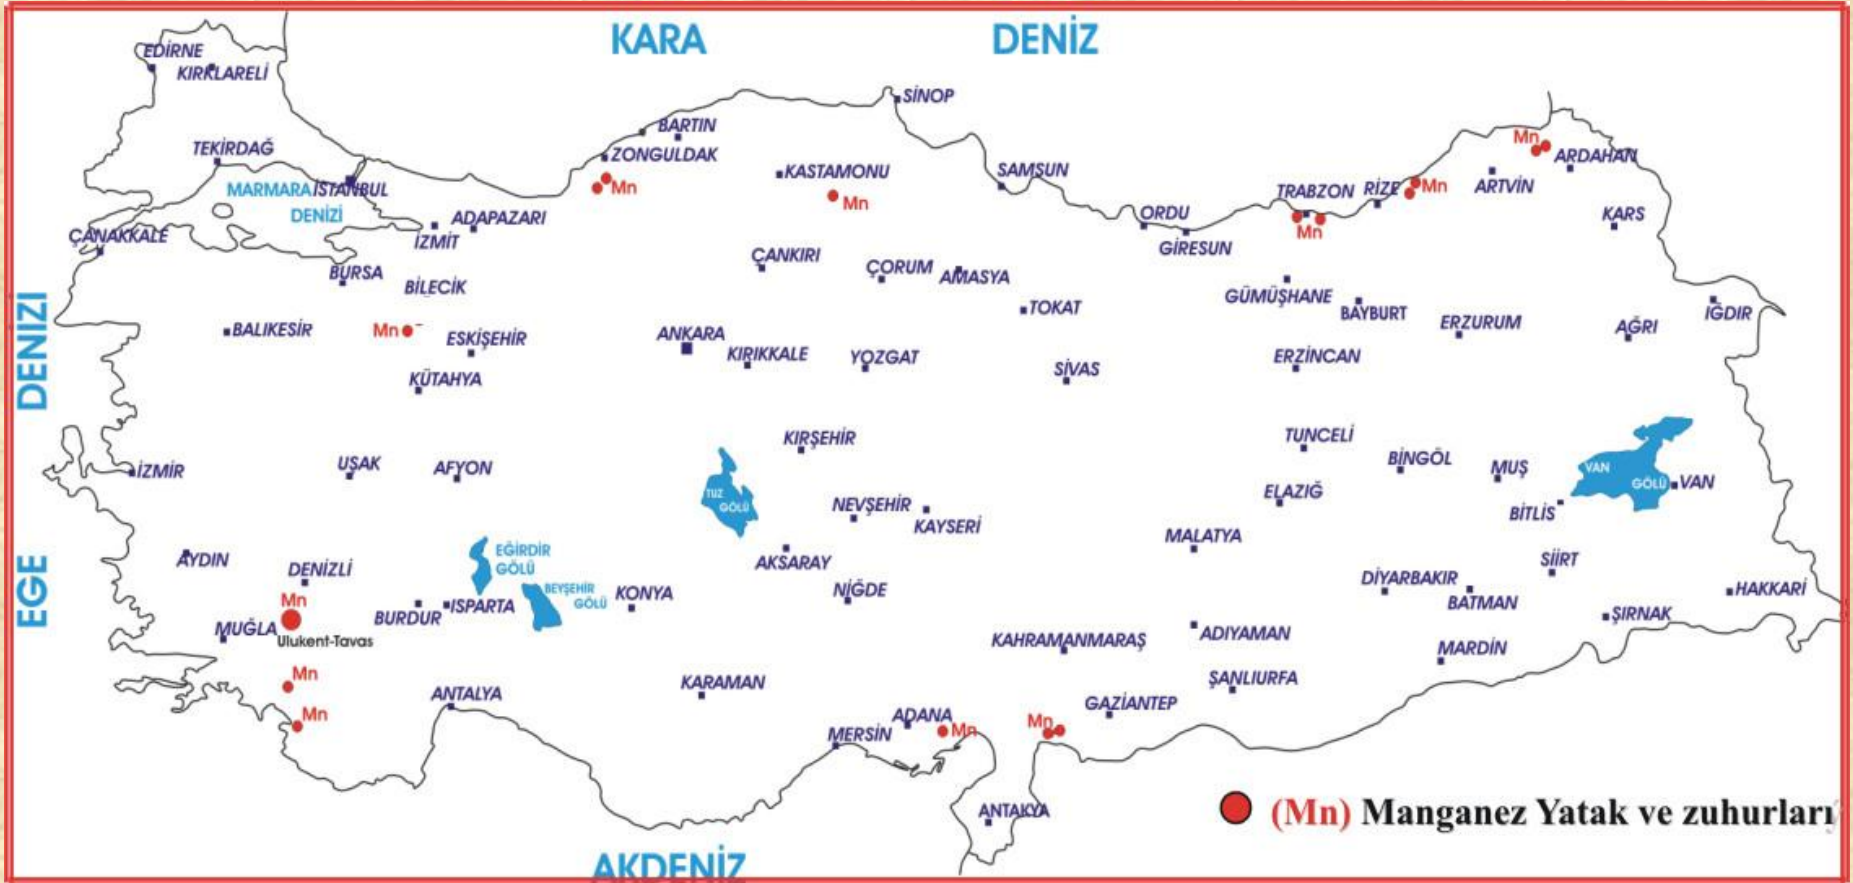 KARA DENİZ
EDİRNE
KIRKLARELİ
SİNOP
BARTIN
ZONGULDAK
Mn
TEKİRDAĞ
MARMARA
DENİZİ
İSTANBUL
KASTAMONU
Mn
SAMSUN
Mn
ARDAHAN
ARTVİN
TRABZON
RİZE
Mn
Mn
ORDU
GİRESUN
KARS
ÇANAKKALE
ADAPAZARI
İZMİT
BURSA
BİLECİK
ÇANKIRI
ÇORUM
AMASYA
TOKAT
GÜMÜŞHANE
BAYBURT
ERZURUM
AĞRI
IĞDIR
EGE DENIZI
BALIKESİR
Mn
ESKİŞEHİR
KÜTAHYA
ANKARA
KIRIKKALE
YOZGAT
SİVAS
ERZİNCAN
KIRŞEHİR
TUNCELİ
BİNGÖL
MUŞ
VAN
GÖLÜ
VAN
BİTLİS
İZMİR
UŞAK
AFYON
TUZ
GÖLÜ
NEVŞEHİR
KAYSERİ
ELAZIĞ
MALATYA
AYDIN
DENİZLİ
Mn
Ulukent-Tavas
MUĞLA
EĞİRDİR
GÖLÜ
BEYŞEHİR
GÖLÜ
BURDUR
ISPARTA
KONYA
AKSARAY
NİĞDE
DİYARBAKIR
BATMAN
SİİRT
HAKKARİ
ŞIRNAK
KAHRAMANMARAŞ
ADIYAMAN
MARDİN
Mn
Mn
ANTALYA
KARAMAN
ŞANLIURFA
GAZİANTEP
ADANA
Mn
MERSİN
Mn
ANTAKYA
(Mn) Manganez Yatak ve zuhurları
AKDENİZ